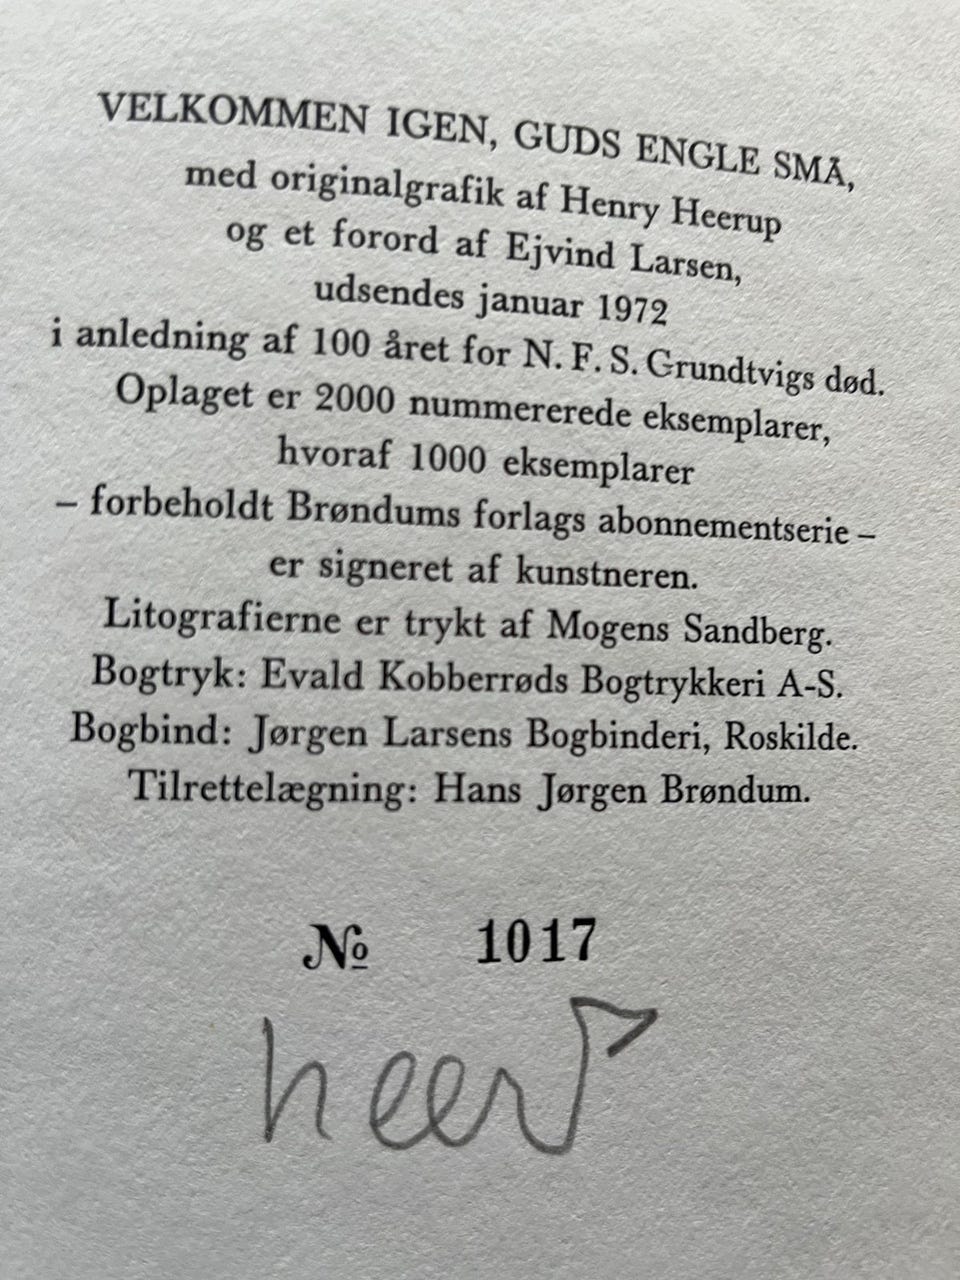 VELKOMMEN IGEN, GUDS ENGLE SMÅ,
med originalgrafik af Henry Heerup
og et forord af Ejvind Larsen,
udsendes januar 1972
i anledning af 100 året for N. F. S. Grundtvigs død.
Oplaget er 2000 nummererede eksemplarer,
hvoraf 1000 eksemplarer
– forbeholdt Brøndums forlags abonnementserie –
er signeret af kunstneren.
Litografierne er trykt af Mogens Sandberg.
Bogtryk: Evald Kobberrøds Bogtrykkeri A-S.
Bogbind: Jørgen Larsens Bogbinderi, Roskilde.
Tilrettelægning: Hans Jørgen Brøndum.
№ 1017
heerup